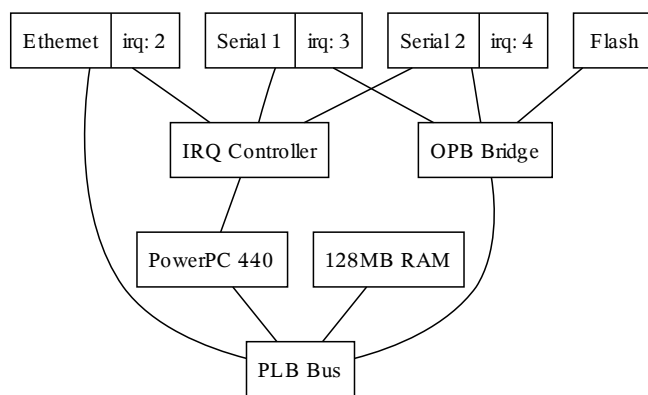 Ethernet irq: 2 Serial 1 irq: 3 Serial 2 irq: 4 Flash
IRQ Controller OPB Bridge
PowerPC 440 128MB RAM
PLB Bus